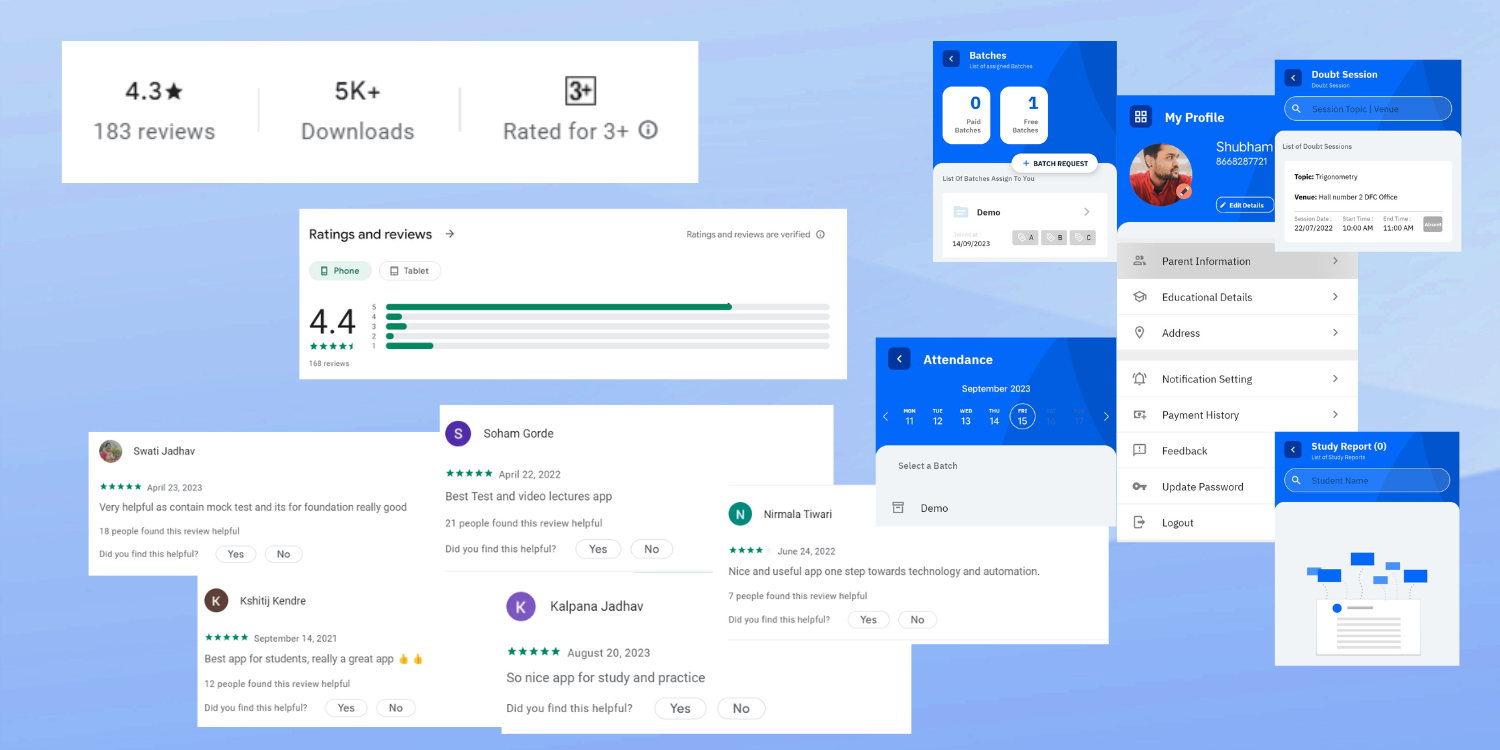 4.3★
183 reviews
5K+
Downloads
3+
Rated for 3+
Ratings and reviews
Ratings and reviews are verified
Phone
Tablet
4.4
168 reviews
5
4
3
2
1
Swati Jadhav
April 23, 2023
Very helpful as contain mock test and its for foundation really good
18 people found this review helpful
Did you find this helpful? Yes No
S Soham Gorde
April 22, 2022
Best Test and video lectures app
21 people found this review helpful
Did you find this helpful? Yes No
N Nirmala Tiwari
June 24, 2022
Nice and useful app one step towards technology and automation.
7 people found this review helpful
Did you find this helpful? Yes No
K Kshitij Kendre
September 14, 2021
Best app for students, really a great app 👍 👍
12 people found this review helpful
Did you find this helpful? Yes No
K Kalpana Jadhav
August 20, 2023
So nice app for study and practice
Did you find this helpful? Yes No
Batches
List of assigned Batches
0
Paid
Batches
1
Free
Batches
+ BATCH REQUEST
List Of Batches Assign To You
Demo
Joined at :
14/09/2023
A B C
My Profile
Shubham
8668287721
Edit Details
Parent Information
Educational Details
Address
Notification Setting
Payment History
Feedback
Update Password
Logout
Doubt Session
Doubt Session
Session Topic | Venue
List of Doubt Sessions
Topic: Trigonometry
Venue: Hall number 2 DFC Office
Session Date : Start Time : End Time :
22/07/2022 10:00 AM 11:00 AM
Absent
Attendance
September 2023
MON TUE WED THU FRI SAT SUN
11 12 13 14 15 16 17
Select a Batch
Demo
Study Report (0)
List of Study Reports
Student Name